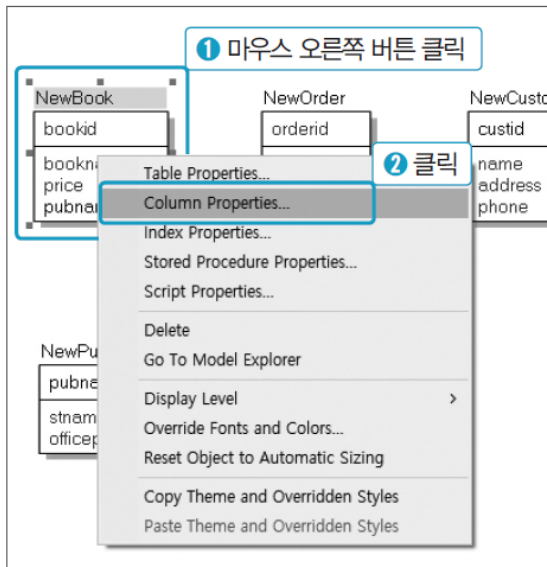 ❶ 마우스 오른쪽 버튼 클릭
NewBook
NewOrder
bookid
orderid
custid
❷ 클릭
price
name
address
phone
Table Properties...
Column Properties...
Index Properties...
Stored Procedure Properties...
Script Properties...
Delete
Go To Model Explorer
Display Level >
Override Fonts and Colors...
Reset Object to Automatic Sizing
Copy Theme and Overridden Styles
Paste Theme and Overridden Styles